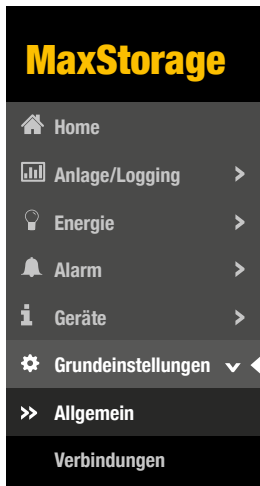 MaxStorage
Home
Anlage/Logging
Energie
Alarm
Geräte
Grundeinstellungen
Allgemein
Verbindungen